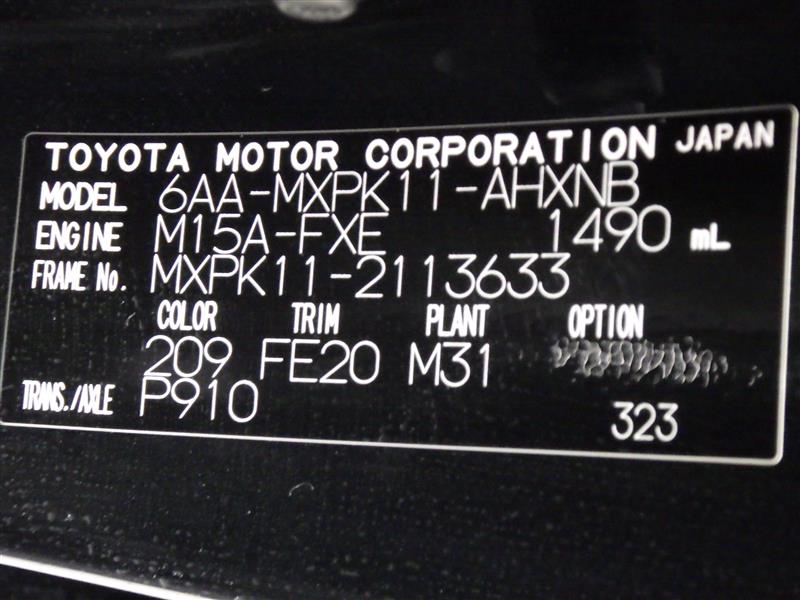 TOYOTA MOTOR CORPORATION JAPAN
MODEL 6AA-MXPK11-AHXNB
ENGINE M15A-FXE 1490 mL
FRAME No. MXPK11-2113633
COLOR TRIM PLANT OPTION
209 FE20 M31
TRANS./AXLE P910
323